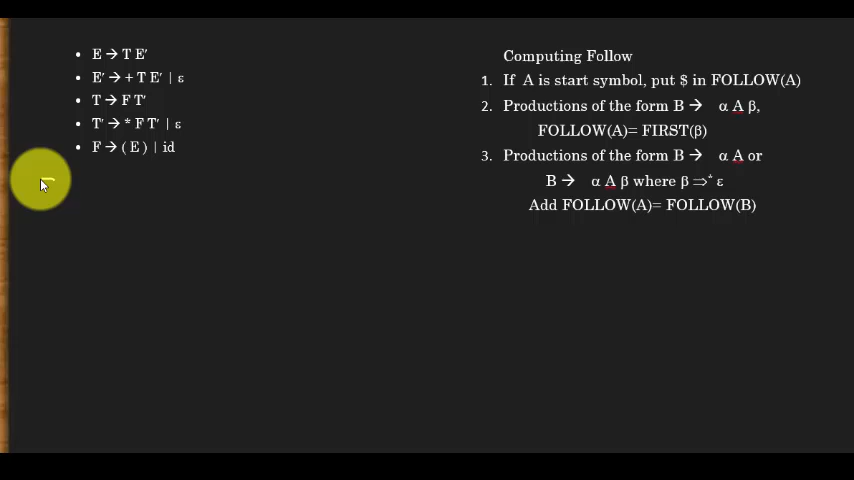 • E → T E′
• E′ → + T E′ | ε
• T → F T′
• T′ → * F T′ | ε
• F → ( E ) | id
Computing Follow
1. If A is start symbol, put $ in FOLLOW(A)
2. Productions of the form B → α A β,
FOLLOW(A)= FIRST(β)
3. Productions of the form B → α A or
B → α A β where β ⇒* ε
Add FOLLOW(A)= FOLLOW(B)